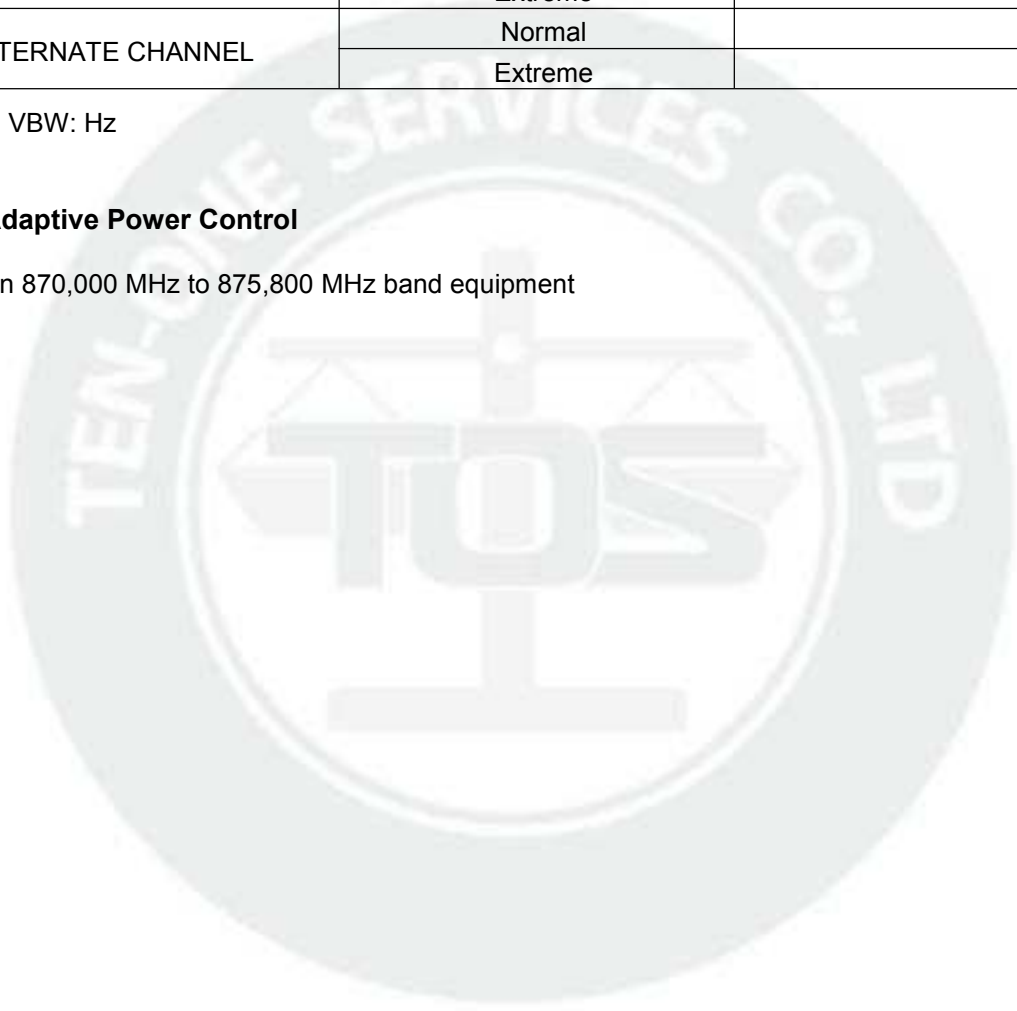 Normal
TERNATE CHANNEL
Extreme
VBW: Hz
daptive Power Control
n 870,000 MHz to 875,800 MHz band equipment
TEN-ONE SERVICES CO., LTD
TOS